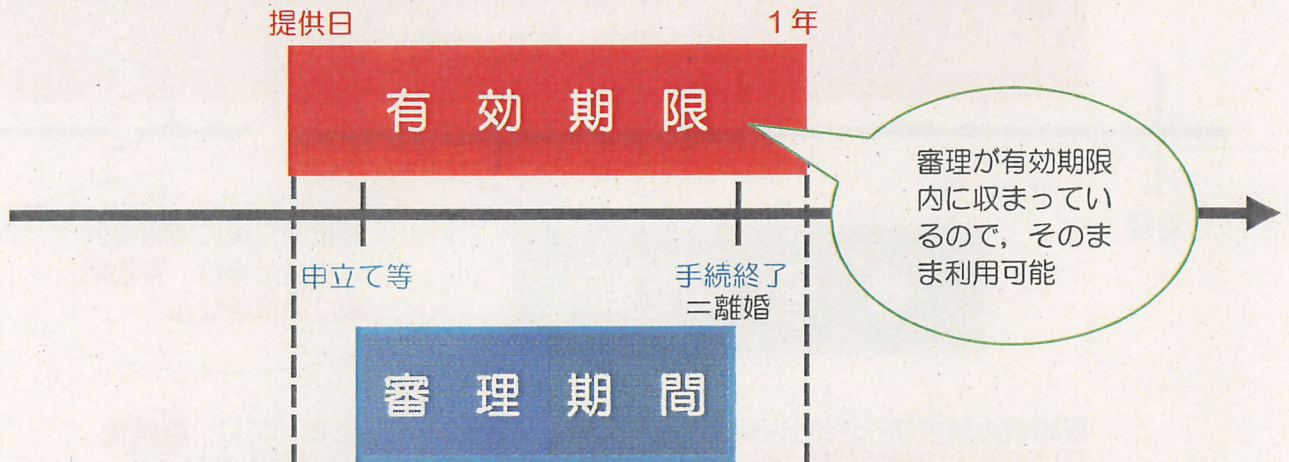 提供日
1年
有効期限
審理が有効期限
内に収まってい
るので，そのま
ま利用可能
申立て等
手続終了
＝離婚
審理期間